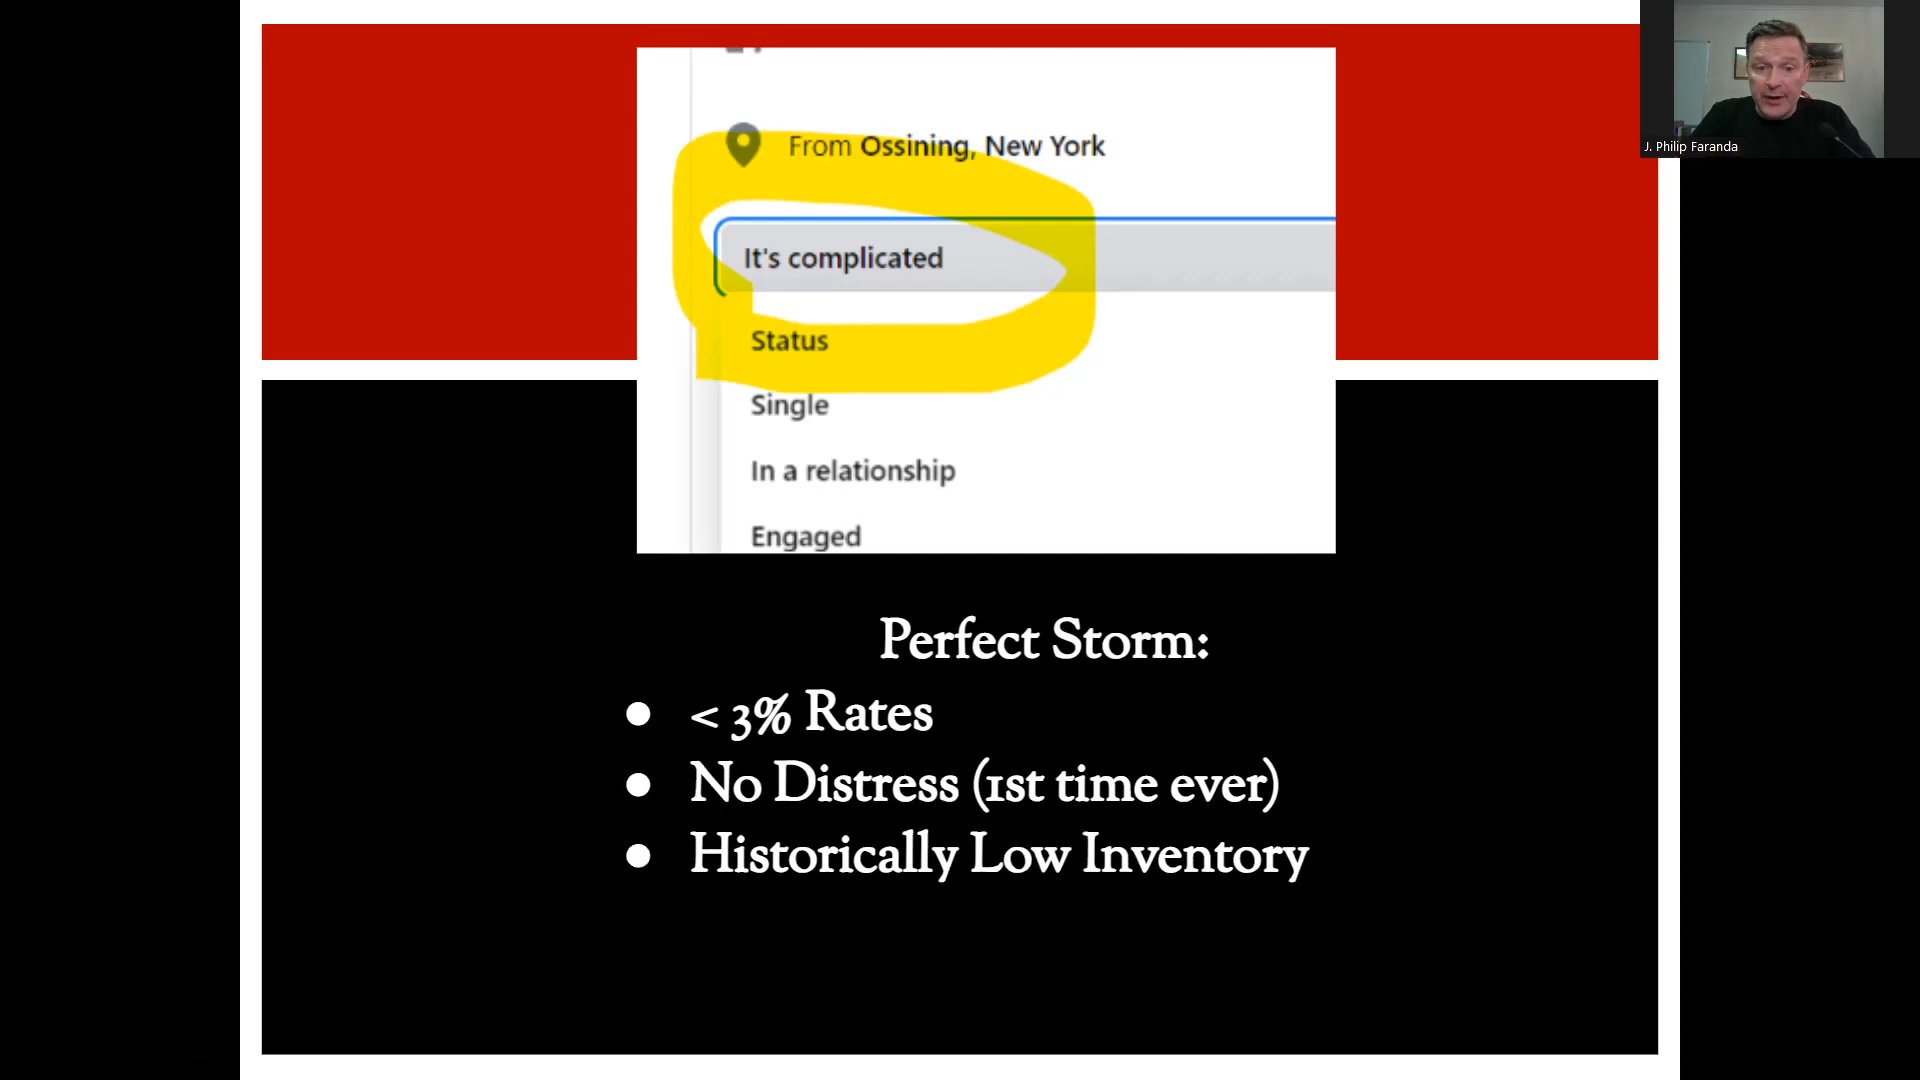 From Ossining, New York
It's complicated
Status
Single
In a relationship
Engaged
Perfect Storm:
● < 3% Rates
● No Distress (1st time ever)
● Historically Low Inventory
J. Philip Faranda